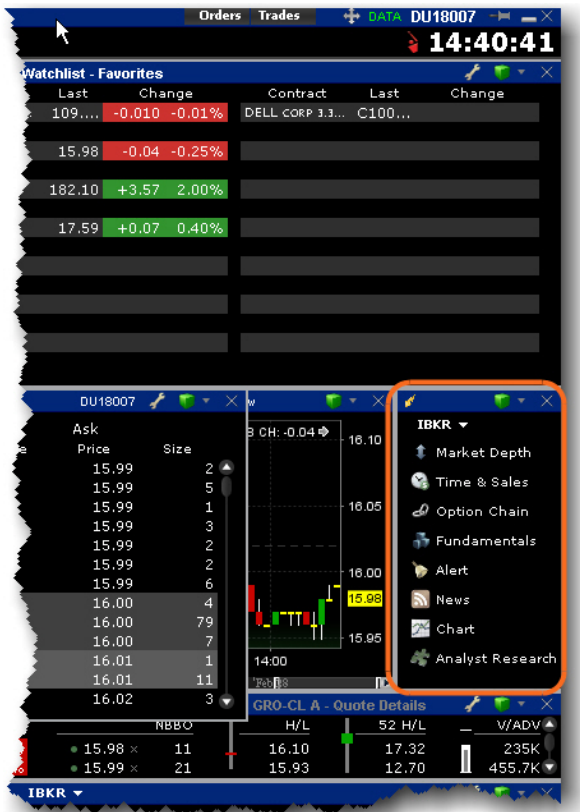 Orders Trades DATA DU18007
14:40:41
Watchlist - Favorites
Last Change Contract Last Change
109.... -0.010 -0.01% DELL CORP 3.3... C100...
15.98 -0.04 -0.25%
182.10 +3.57 2.00%
17.59 +0.07 0.40%
DU18007
Ask
Price Size
15.99 2
15.99 5
15.99 1
15.99 3
15.99 2
15.99 2
15.99 6
16.00 4
16.00 79
16.00 7
16.01 1
16.01 11
16.02 3
CH: -0.04
16.10
16.05
16.00
15.98
15.95
14:00
IBKR
Market Depth
Time & Sales
Option Chain
Fundamentals
Alert
News
Chart
Analyst Research
GRO-CL A - Quote Details
NBBO H/L 52 H/L V/ADV
15.98 × 11 16.10 17.32 235K
15.99 × 21 15.93 12.70 455.7K
IBKR